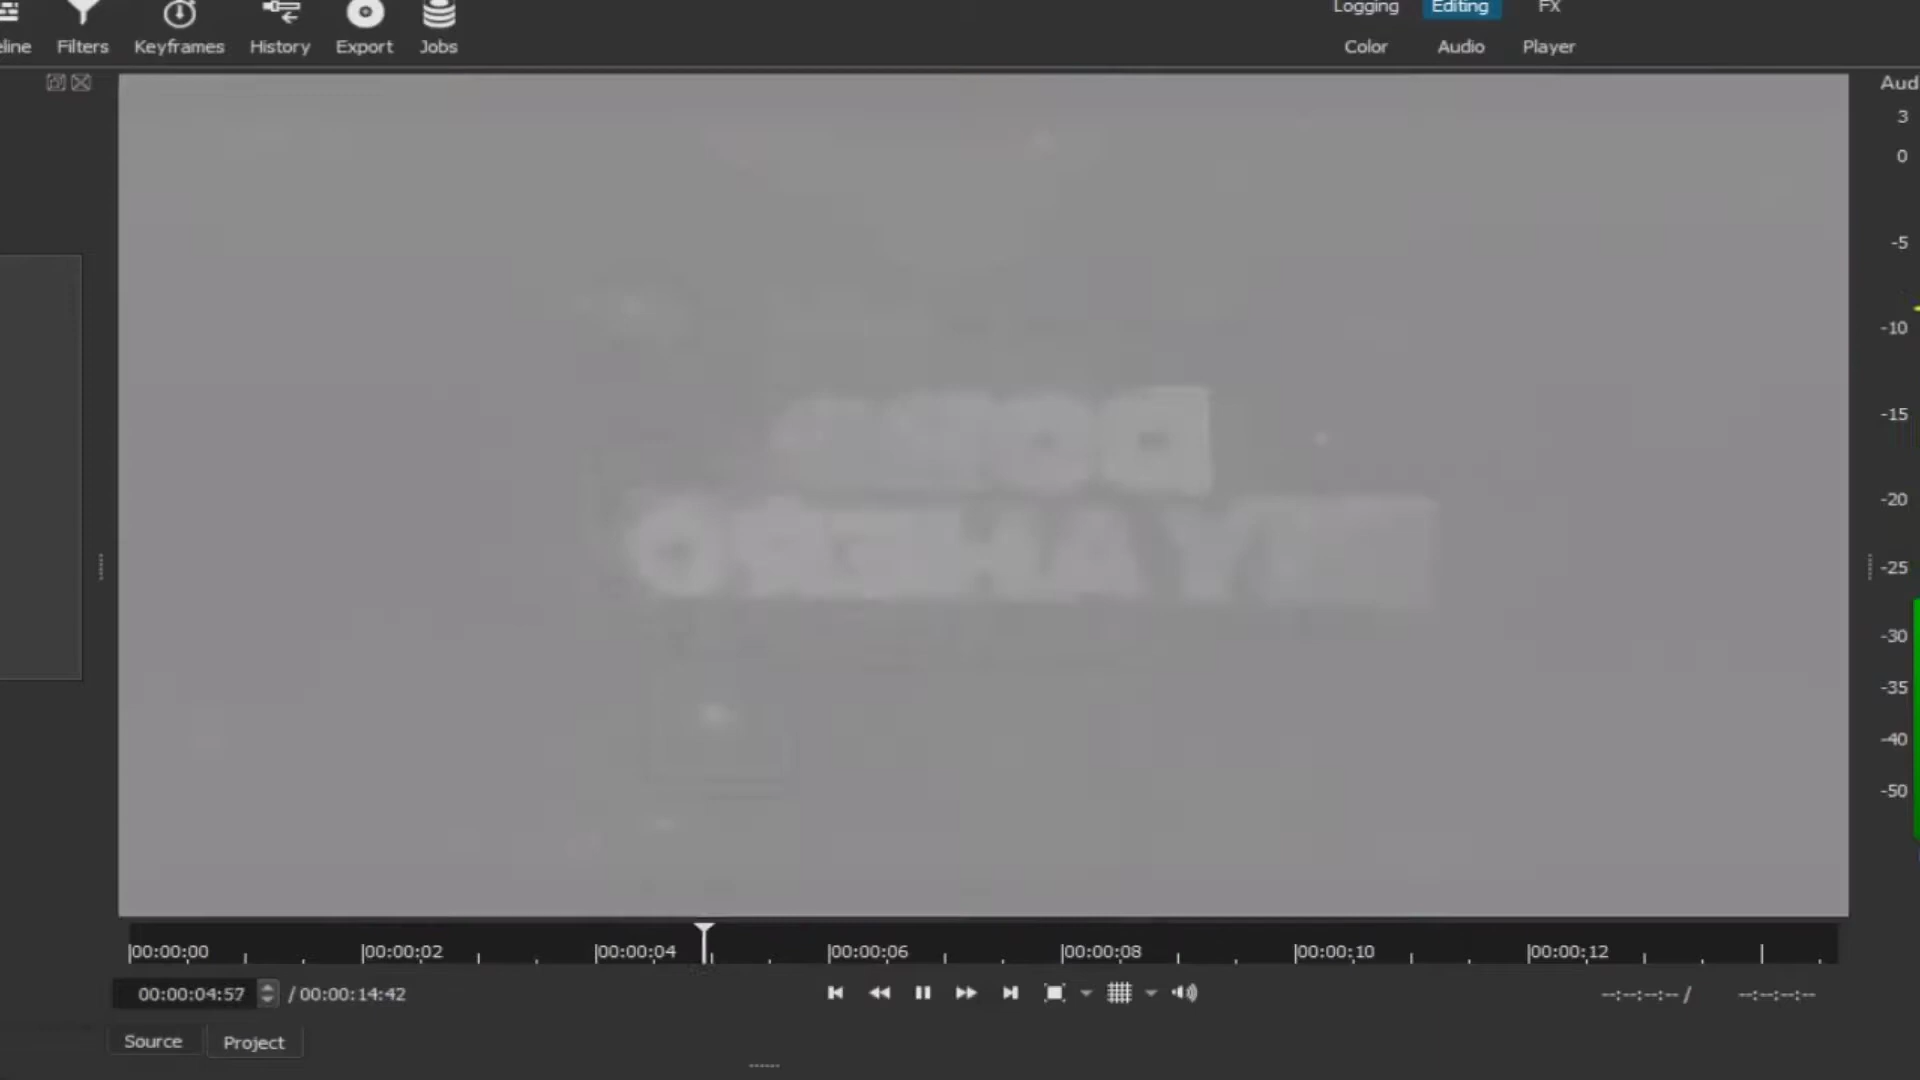 Logging Editing FX
eline Filters Keyframes History Export Jobs
Color Audio Player
Aud
3
0
-5
-10
-15
-20
-25
-30
-35
-40
-50
00:00:00 00:00:02 00:00:04 00:00:06 00:00:08 00:00:10 00:00:12
00:00:04:57 / 00:00:14:42
--:--:--:-- / --:--:--:--
Source Project